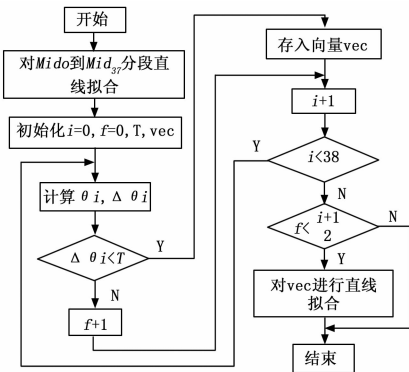 开始
对Mido到Mid37分段直
线拟合
初始化i=0,f=0,T,vec
计算 θi, Δθi
Δθi<T
Y
N
f+1
存入向量vec
i+1
i<38
Y
N
f< i+1
2
N
Y
对vec进行直线
拟合
结束